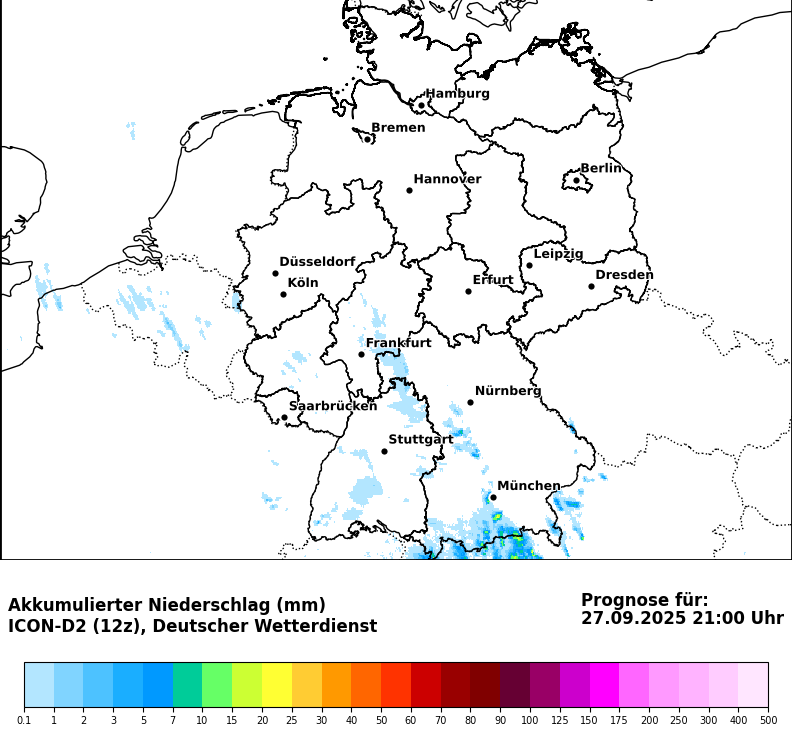 Hamburg
Bremen
Berlin
Hannover
Leipzig
Düsseldorf
Dresden
Köln
Erfurt
Frankfurt
Nürnberg
Saarbrücken
Stuttgart
München
Akkumulierter Niederschlag (mm)
ICON-D2 (12z), Deutscher Wetterdienst
Prognose für:
27.09.2025 21:00 Uhr
0.1 1 2 3 5 7 10 15 20 25 30 40 50 60 70 80 90 100 125 150 175 200 250 300 400 500